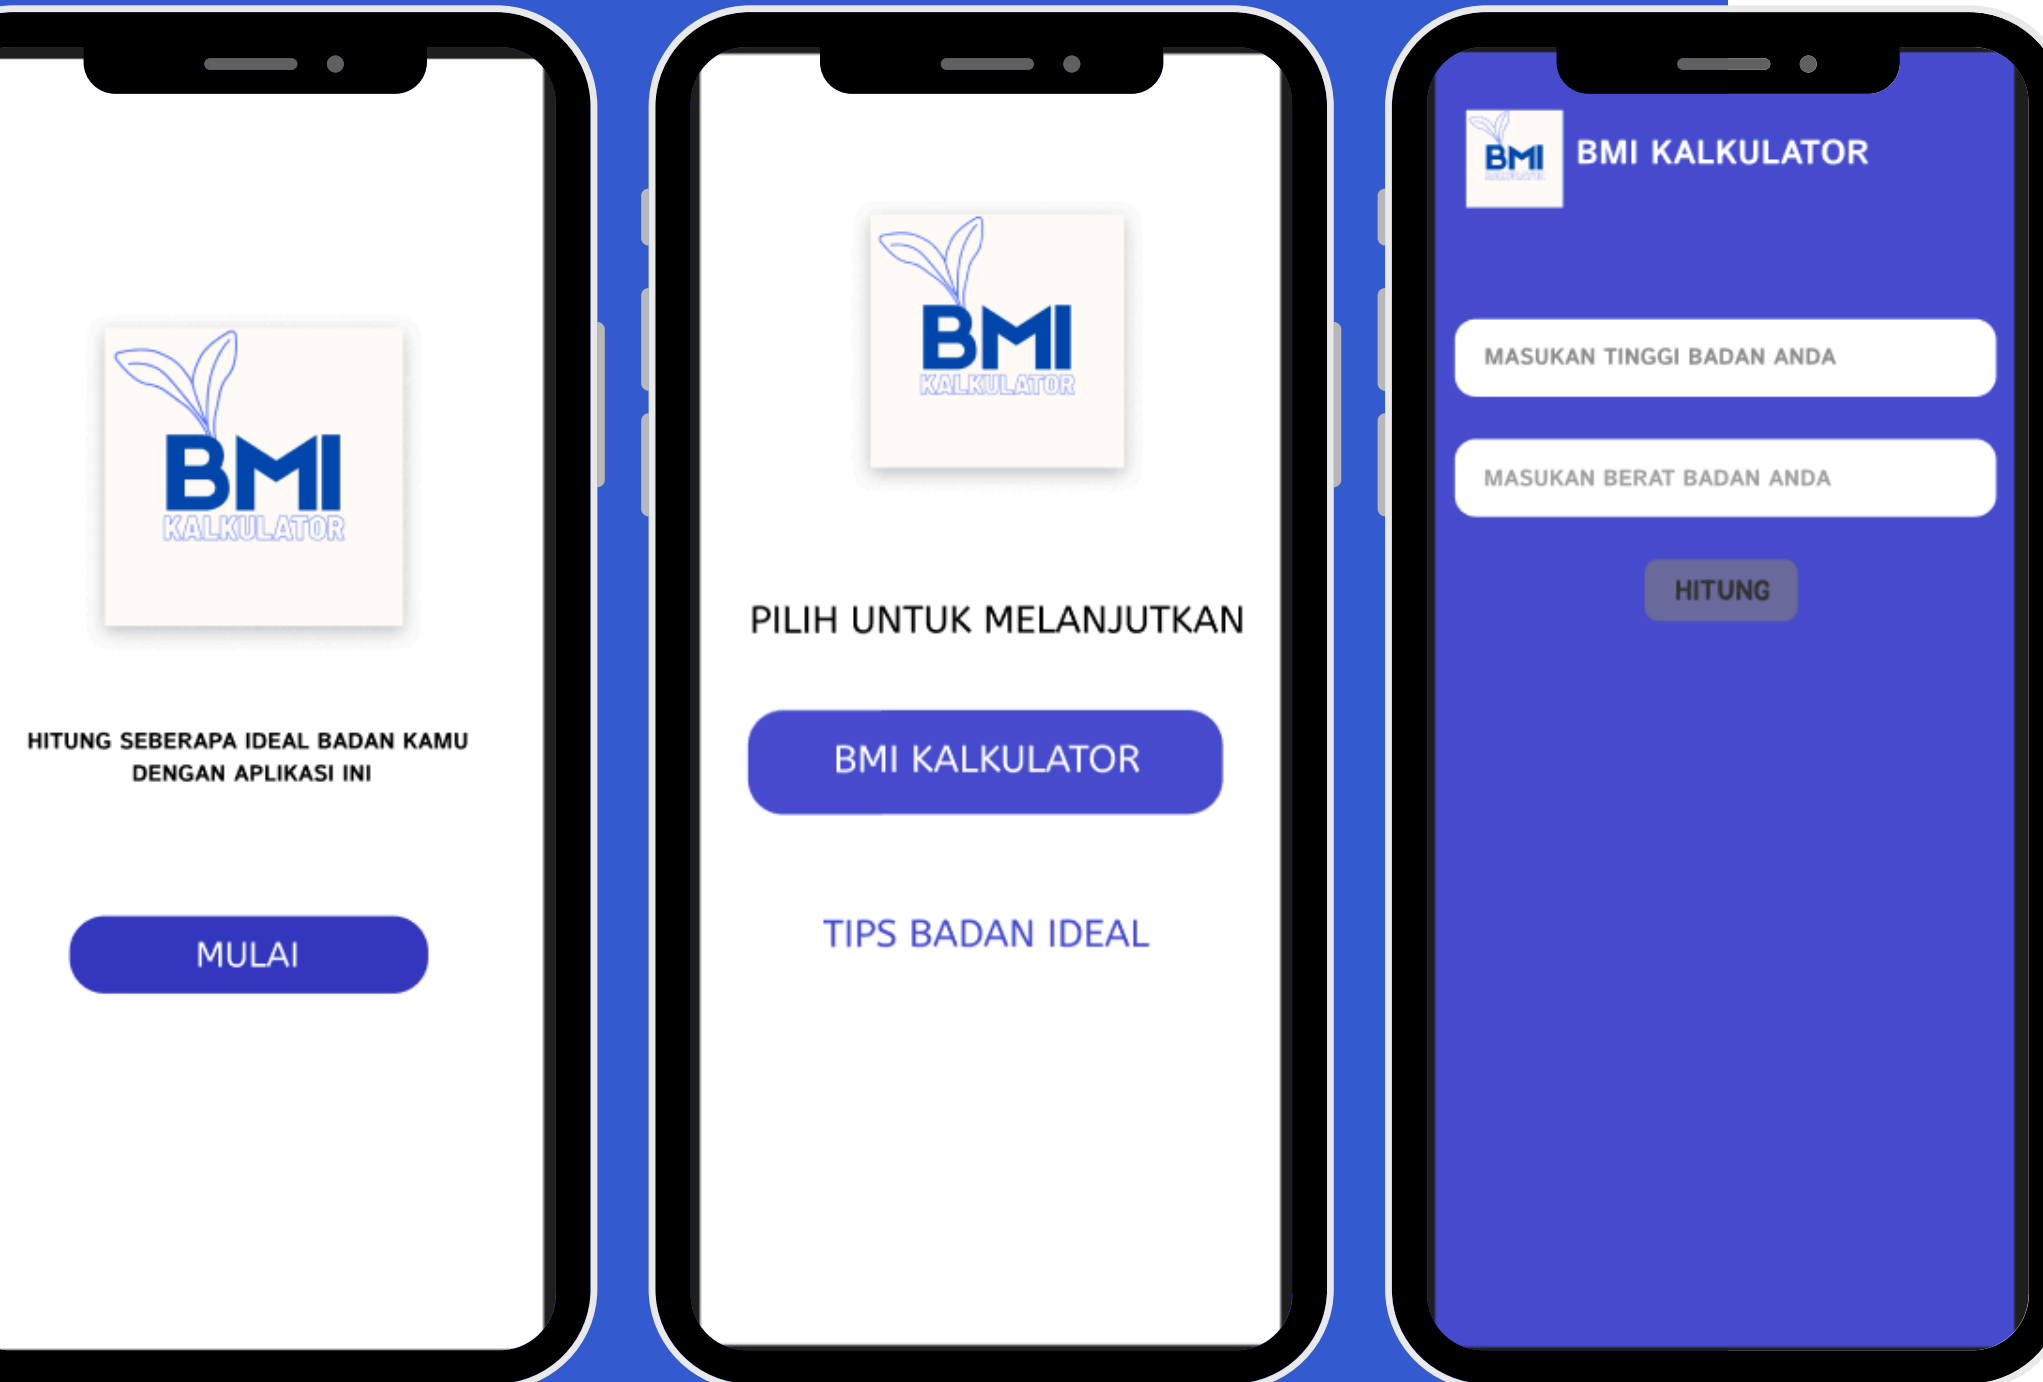 BMI
KALKULATOR
HITUNG SEBERAPA IDEAL BADAN KAMU
DENGAN APLIKASI INI
MULAI
BMI
KALKULATOR
PILIH UNTUK MELANJUTKAN
BMI KALKULATOR
TIPS BADAN IDEAL
BMI
KALKULATOR
BMI KALKULATOR
MASUKAN TINGGI BADAN ANDA
MASUKAN BERAT BADAN ANDA
HITUNG